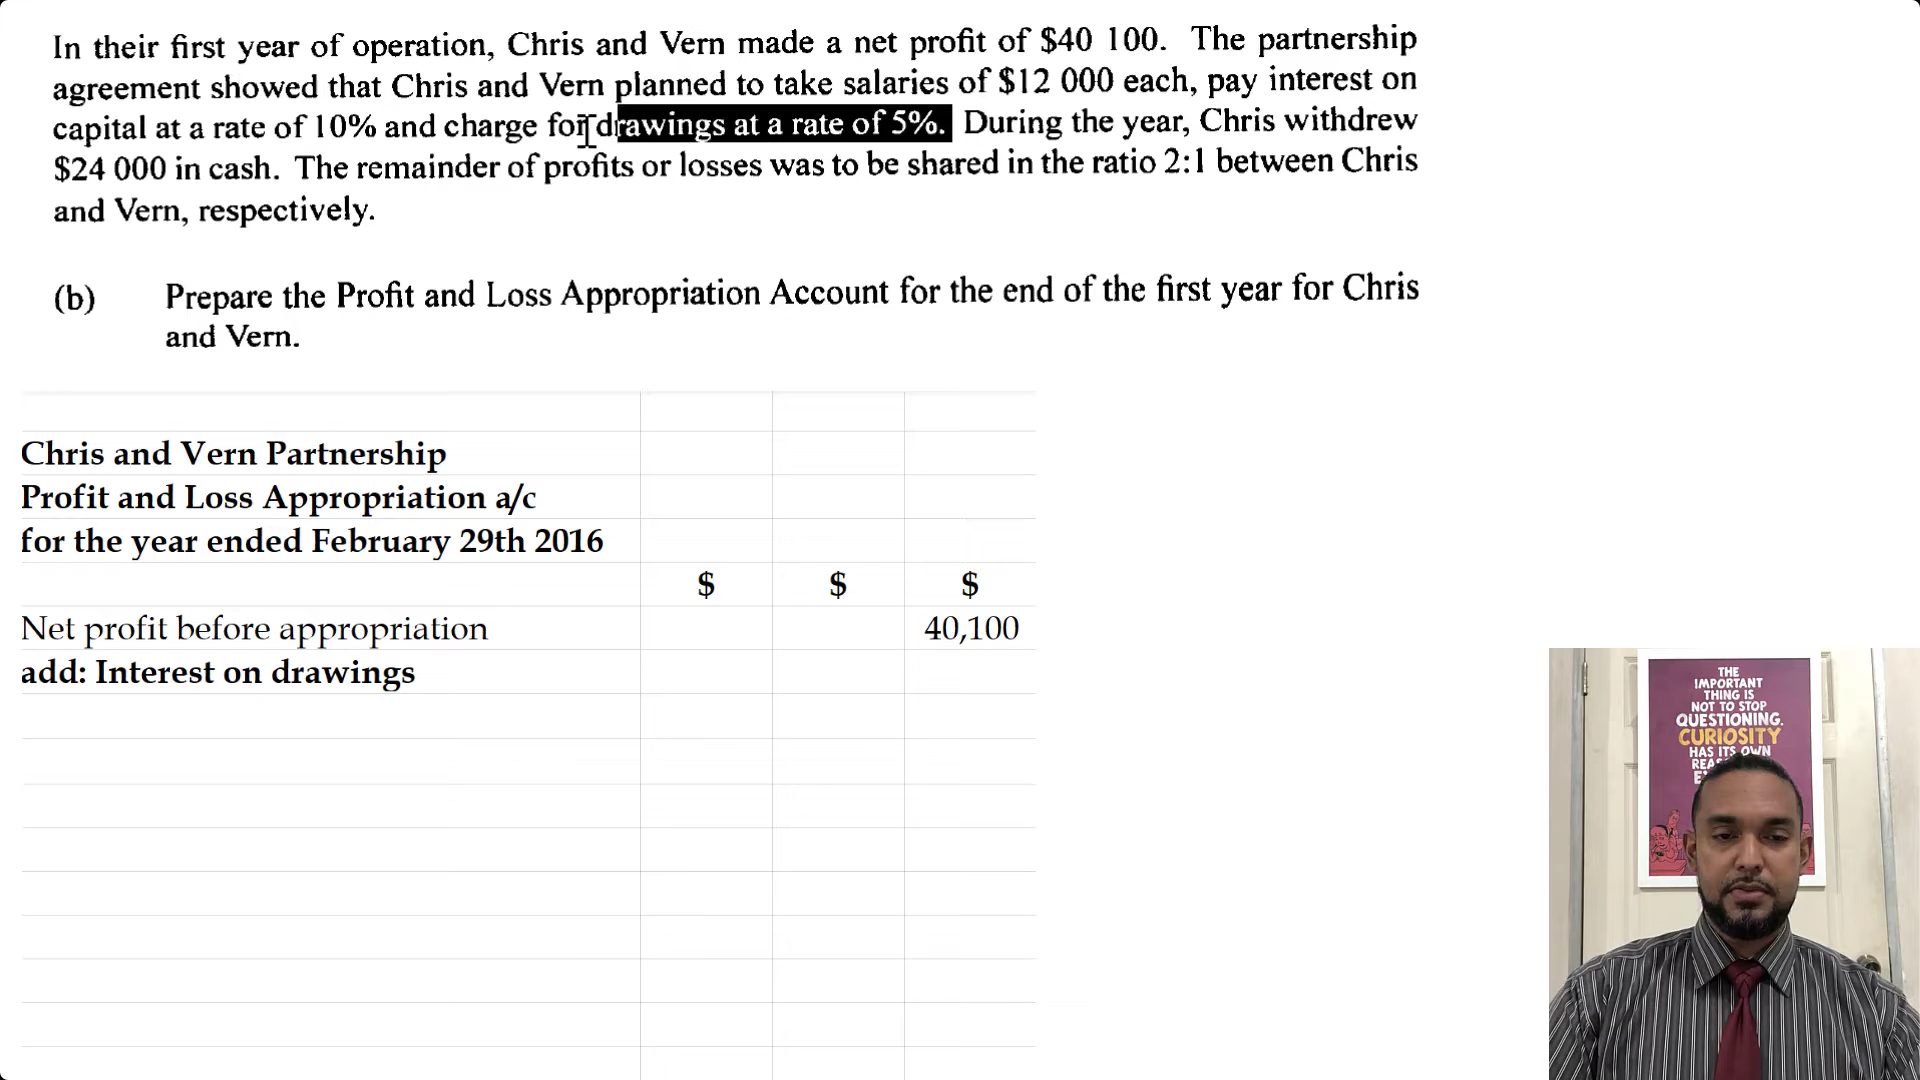 In their first year of operation, Chris and Vern made a net profit of $40 100. The partnership
agreement showed that Chris and Vern planned to take salaries of $12 000 each, pay interest on
capital at a rate of 10% and charge for drawings at a rate of 5%. During the year, Chris withdrew
$24 000 in cash. The remainder of profits or losses was to be shared in the ratio 2:1 between Chris
and Vern, respectively.
(b) Prepare the Profit and Loss Appropriation Account for the end of the first year for Chris
and Vern.
Chris and Vern Partnership
Profit and Loss Appropriation a/c
for the year ended February 29th 2016
$ $ $
Net profit before appropriation 40,100
add: Interest on drawings
THE
IMPORTANT
THING IS
NOT TO STOP
QUESTIONING.
CURIOSITY
HAS ITS OWN